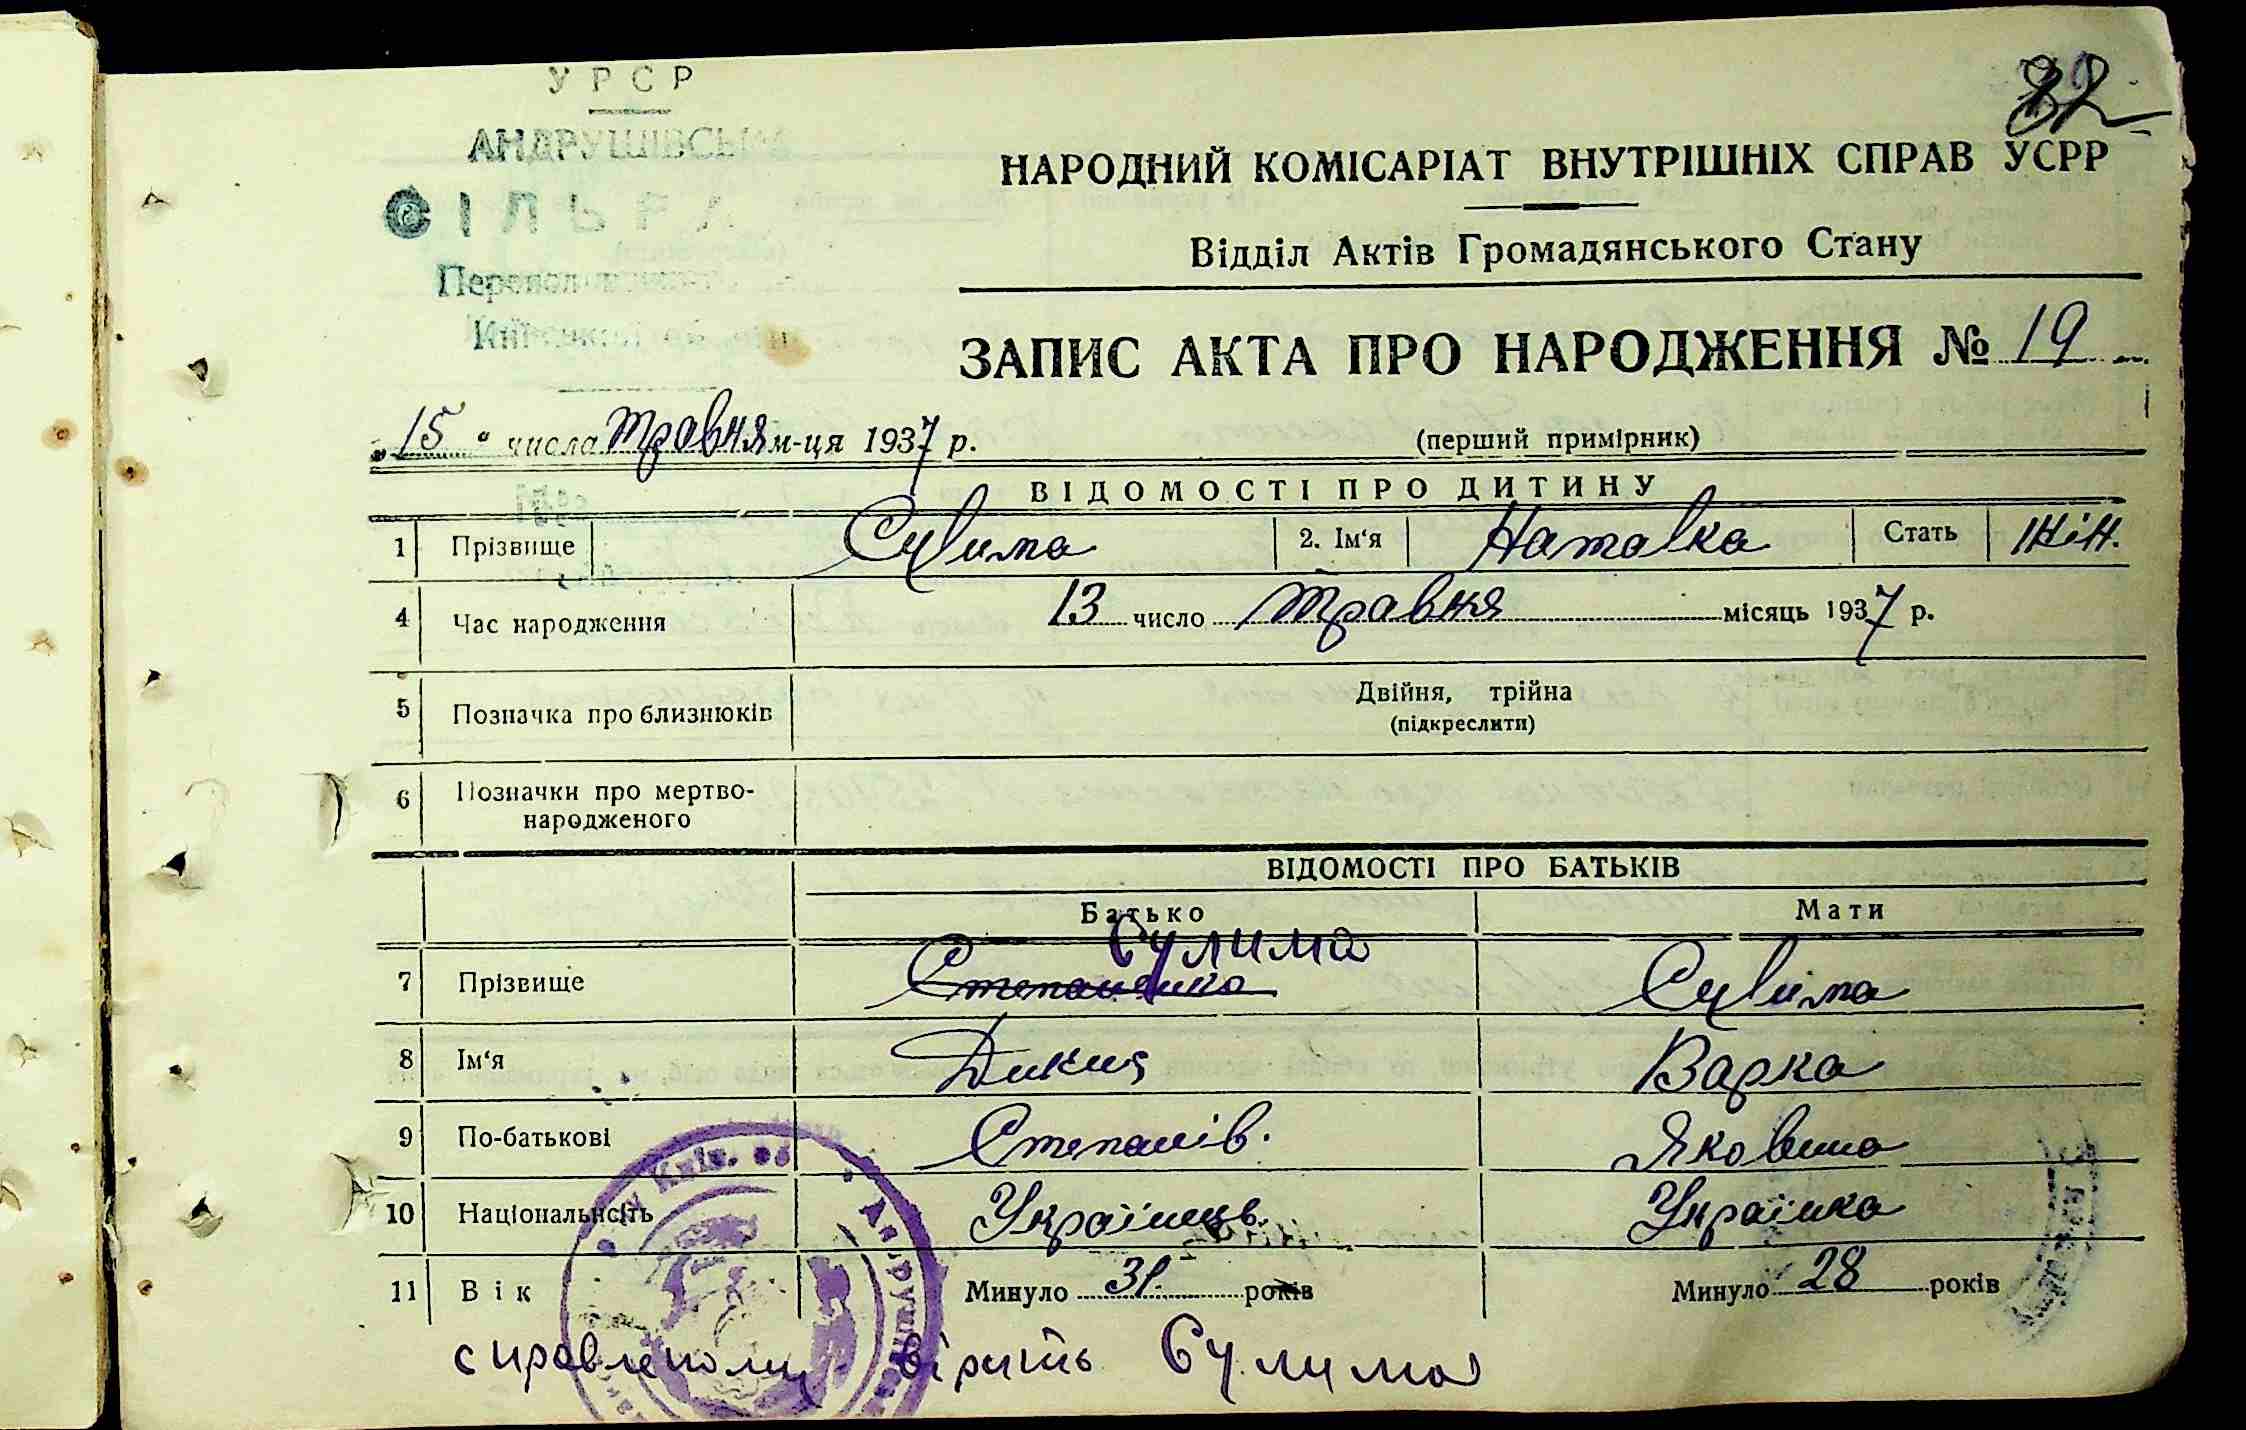 82
УРСР
АНДРУШІВСЬКА
СІЛЬРА
Київської
НАРОДНИЙ КОМІСАРІАТ ВНУТРІШНІХ СПРАВ УСРР
Відділ Актів Громадянського Стану
ЗАПИС АКТА ПРО НАРОДЖЕННЯ № 19
„15" числа травня м-ця 1937 р.
(перший примірник)
ВІДОМОСТІ ПРО ДИТИНУ
1 Прізвище Сулима 2. Ім'я Наталка Стать жін.
4 Час народження 13 число травня місяць 1937 р.
5 Позначка про близнюків Двійня, трійна
(підкреслити)
6 Позначки про мертво-
народженого
ВІДОМОСТІ ПРО БАТЬКІВ
Батько Мати
Сулима
7 Прізвище Степаненко Сулима
8 Ім'я Варка
9 По-батькові Степанів. Яковина
10 Національність Українець Українка
11 Вік Минуло 31 років Минуло 28 років
справленому вірить Сулима